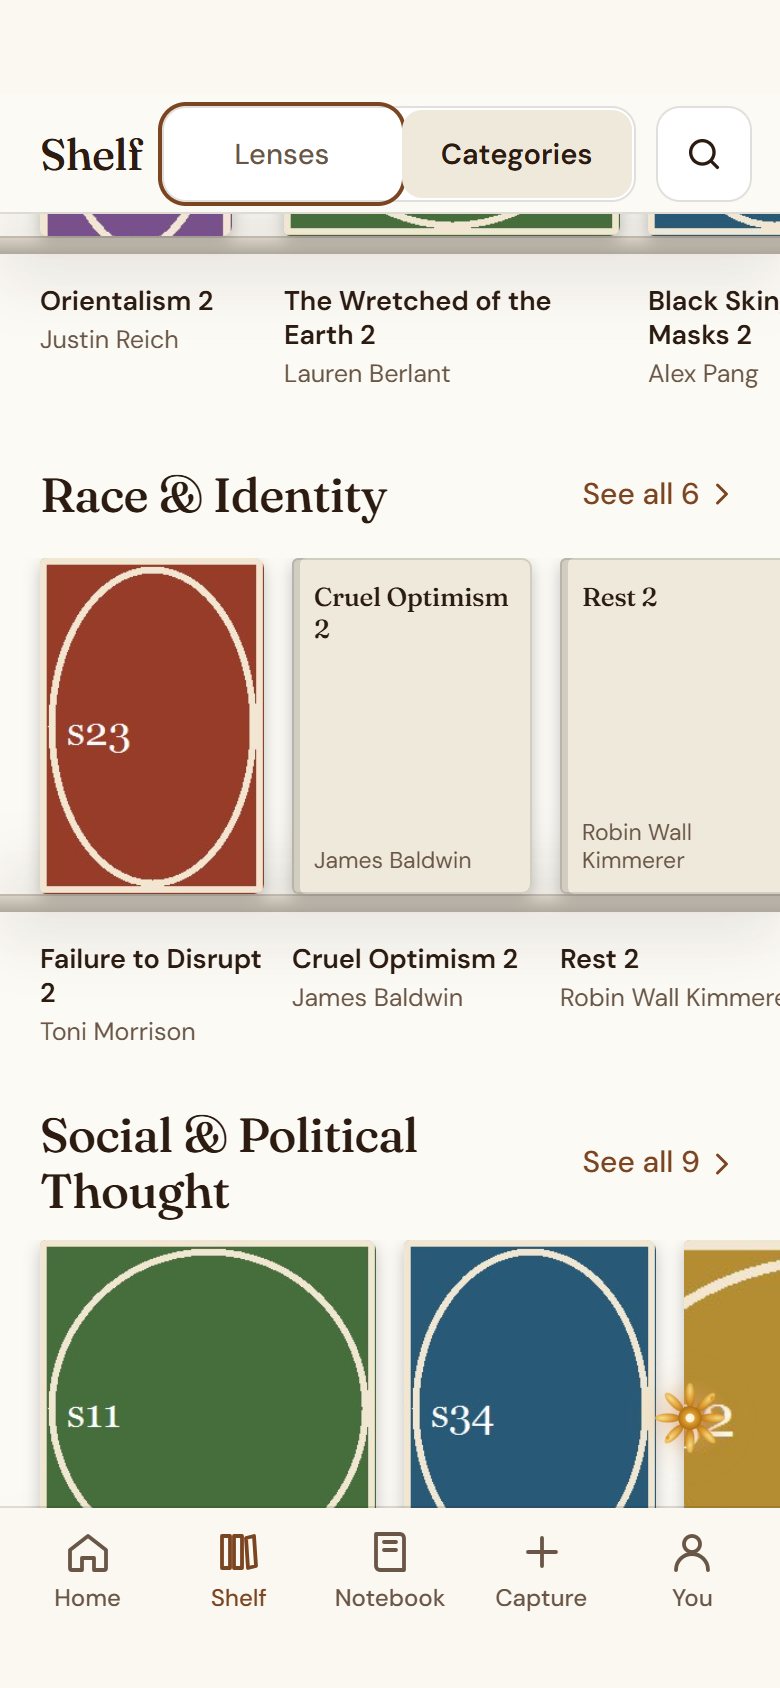 Shelf
Lenses
Categories
Orientalism 2
Justin Reich
The Wretched of the
Earth 2
Lauren Berlant
Black Skin
Masks 2
Alex Pang
Race & Identity
See all 6
s23
Cruel Optimism
2
James Baldwin
Rest 2
Robin Wall
Kimmerer
Failure to Disrupt
2
Toni Morrison
Cruel Optimism 2
James Baldwin
Rest 2
Robin Wall
Social & Political
Thought
See all 9
s11
s34
Home
Shelf
Notebook
Capture
You